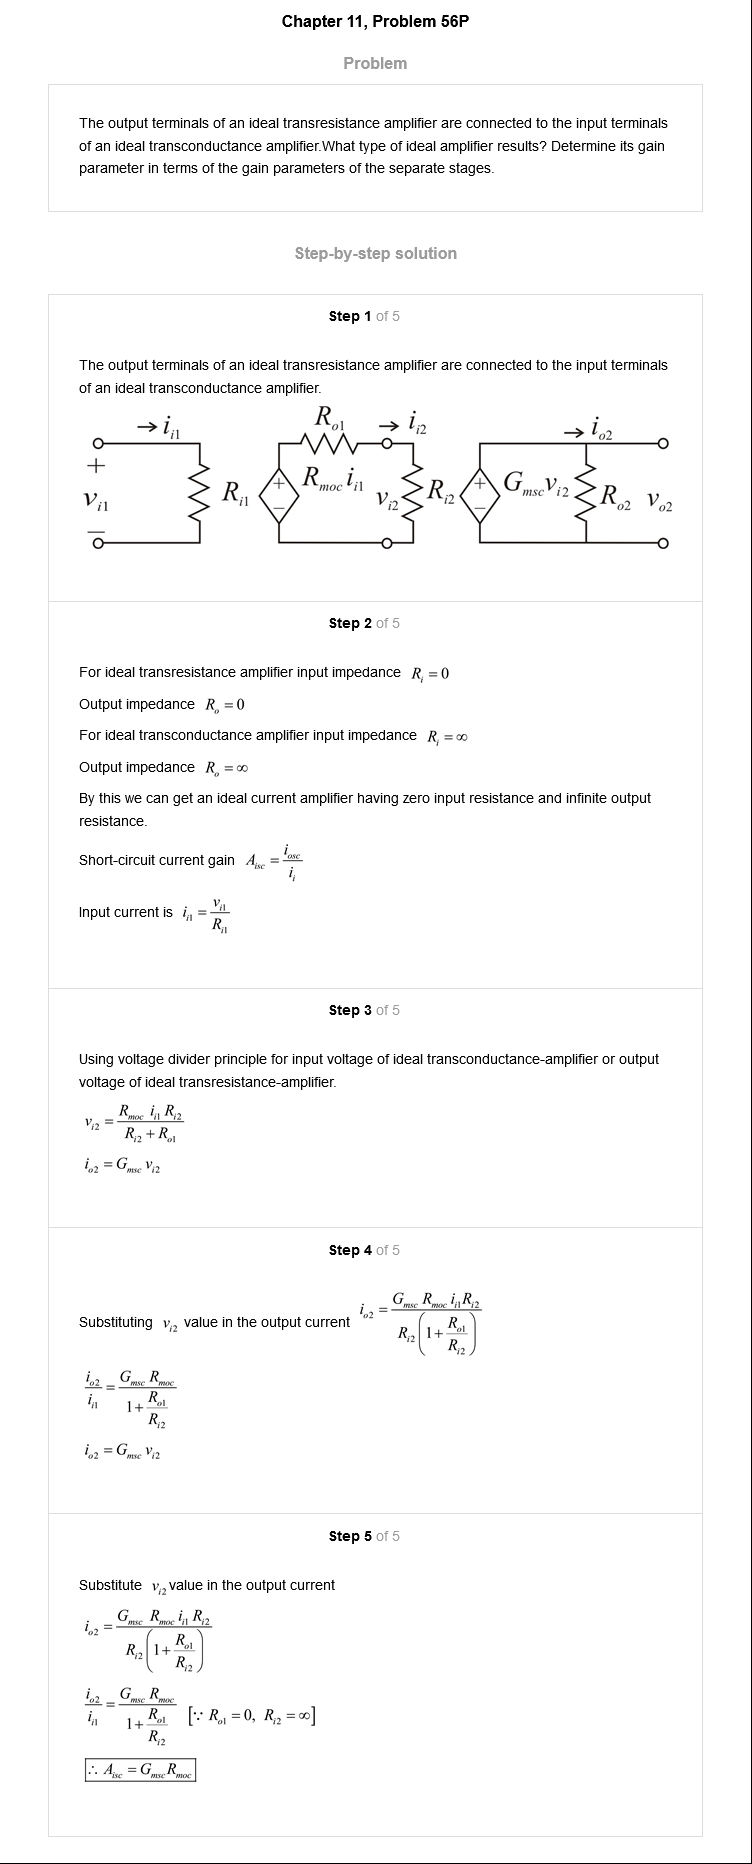 Chapter 11, Problem 56P
Problem
The output terminals of an ideal transresistance amplifier are connected to the input terminals
of an ideal transconductance amplifier.What type of ideal amplifier results? Determine its gain
parameter in terms of the gain parameters of the separate stages.
Step-by-step solution
Step 1 of 5
The output terminals of an ideal transresistance amplifier are connected to the input terminals
of an ideal transconductance amplifier.
→ i_{i1} R_{o1} → i_{i2} → i_{o2}
+ v_{i1} − R_{i1} + − R_{moc} i_{i1} v_{i2} R_{i2} + − G_{msc} v_{i2} R_{o2} v_{o2}
Step 2 of 5
For ideal transresistance amplifier input impedance R_i = 0
Output impedance R_o = 0
For ideal transconductance amplifier input impedance R_i = ∞
Output impedance R_o = ∞
By this we can get an ideal current amplifier having zero input resistance and infinite output
resistance.
Short-circuit current gain A_{isc} = \frac{i_{osc}}{i_i}
Input current is i_{i1} = \frac{v_{i1}}{R_{i1}}
Step 3 of 5
Using voltage divider principle for input voltage of ideal transconductance-amplifier or output
voltage of ideal transresistance-amplifier.
v_{i2} = \frac{R_{moc} i_{i1} R_{i2}}{R_{i2} + R_{o1}}
i_{o2} = G_{msc} v_{i2}
Step 4 of 5
Substituting v_{i2} value in the output current i_{o2} = \frac{G_{msc} R_{moc} i_{i1} R_{i2}}{R_{i2} \left( 1 + \frac{R_{o1}}{R_{i2}} \right)}
\frac{i_{o2}}{i_{i1}} = \frac{G_{msc} R_{moc}}{1 + \frac{R_{o1}}{R_{i2}}}
i_{o2} = G_{msc} v_{i2}
Step 5 of 5
Substitute v_{i2} value in the output current
i_{o2} = \frac{G_{msc} R_{moc} i_{i1} R_{i2}}{R_{i2} \left( 1 + \frac{R_{o1}}{R_{i2}} \right)}
\frac{i_{o2}}{i_{i1}} = \frac{G_{msc} R_{moc}}{1 + \frac{R_{o1}}{R_{i2}}} [∵ R_{o1} = 0, R_{i2} = ∞]
∴ A_{isc} = G_{msc} R_{moc}